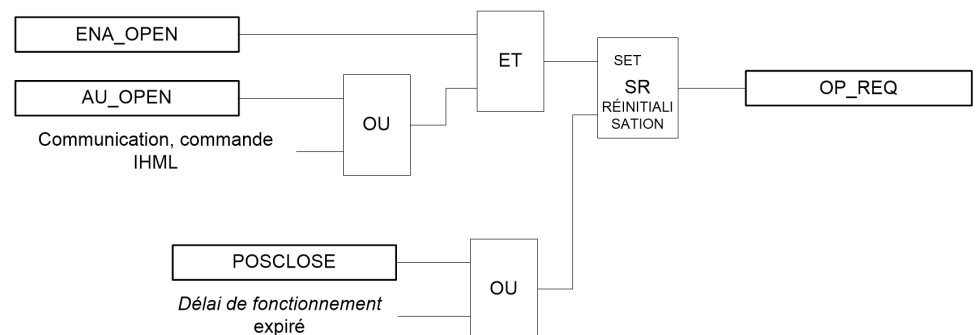 ENA_OPEN
ET
SET
SR
RÉINITIALI
SATION
OP_REQ
AU_OPEN
OU
Communication, commande
IHML
POSCLOSE
OU
Délai de fonctionnement
expiré